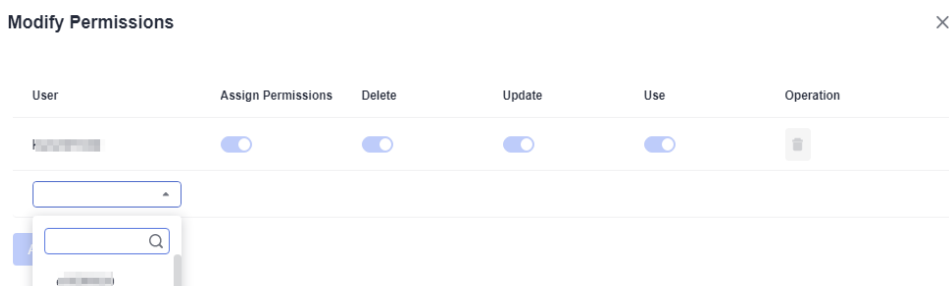 Modify Permissions
User Assign Permissions Delete Update Use Operation